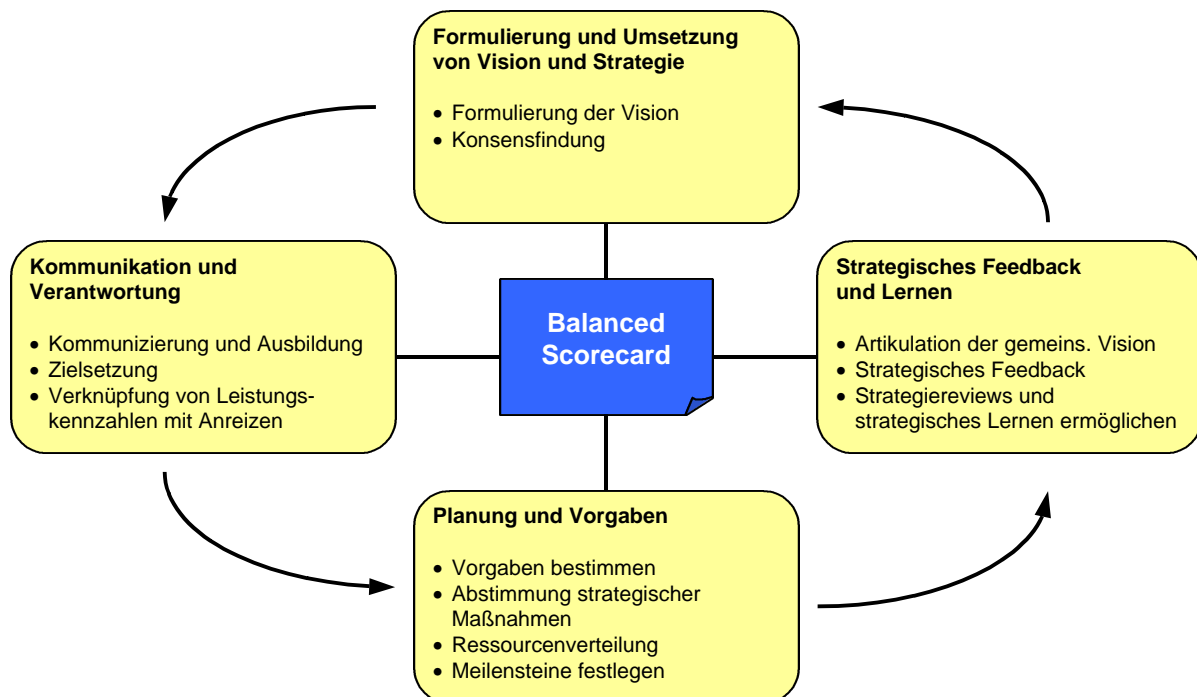 Formulierung und Umsetzung
von Vision und Strategie
• Formulierung der Vision
• Konsensfindung
Kommunikation und
Verantwortung
• Kommunizierung und Ausbildung
• Zielsetzung
• Verknüpfung von Leistungs-
kennzahlen mit Anreizen
Balanced
Scorecard
Strategisches Feedback
und Lernen
• Artikulation der gemeins. Vision
• Strategisches Feedback
• Strategiereviews und
strategisches Lernen ermöglichen
Planung und Vorgaben
• Vorgaben bestimmen
• Abstimmung strategischer
Maßnahmen
• Ressourcenverteilung
• Meilensteine festlegen